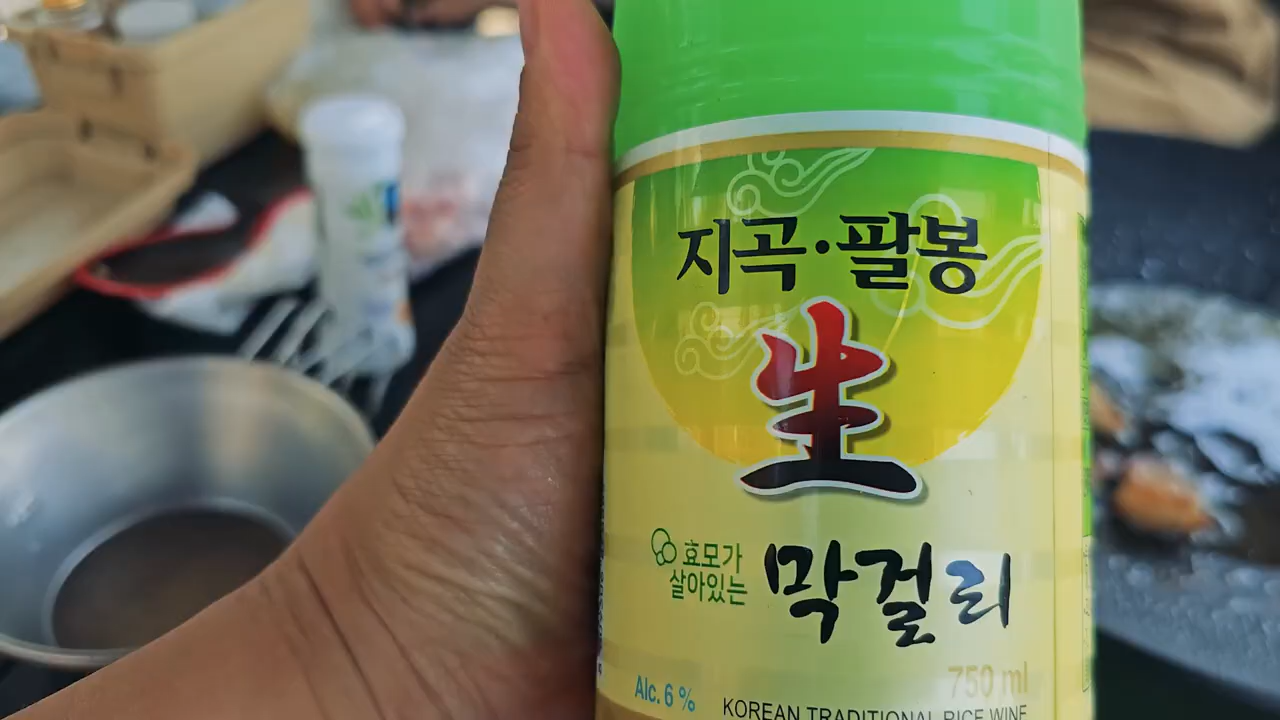 지곡·팔봉
生
효모가
살아있는
막걸리
750 ml
Alc. 6 %
KOREAN TRADITIONAL RICE WINE